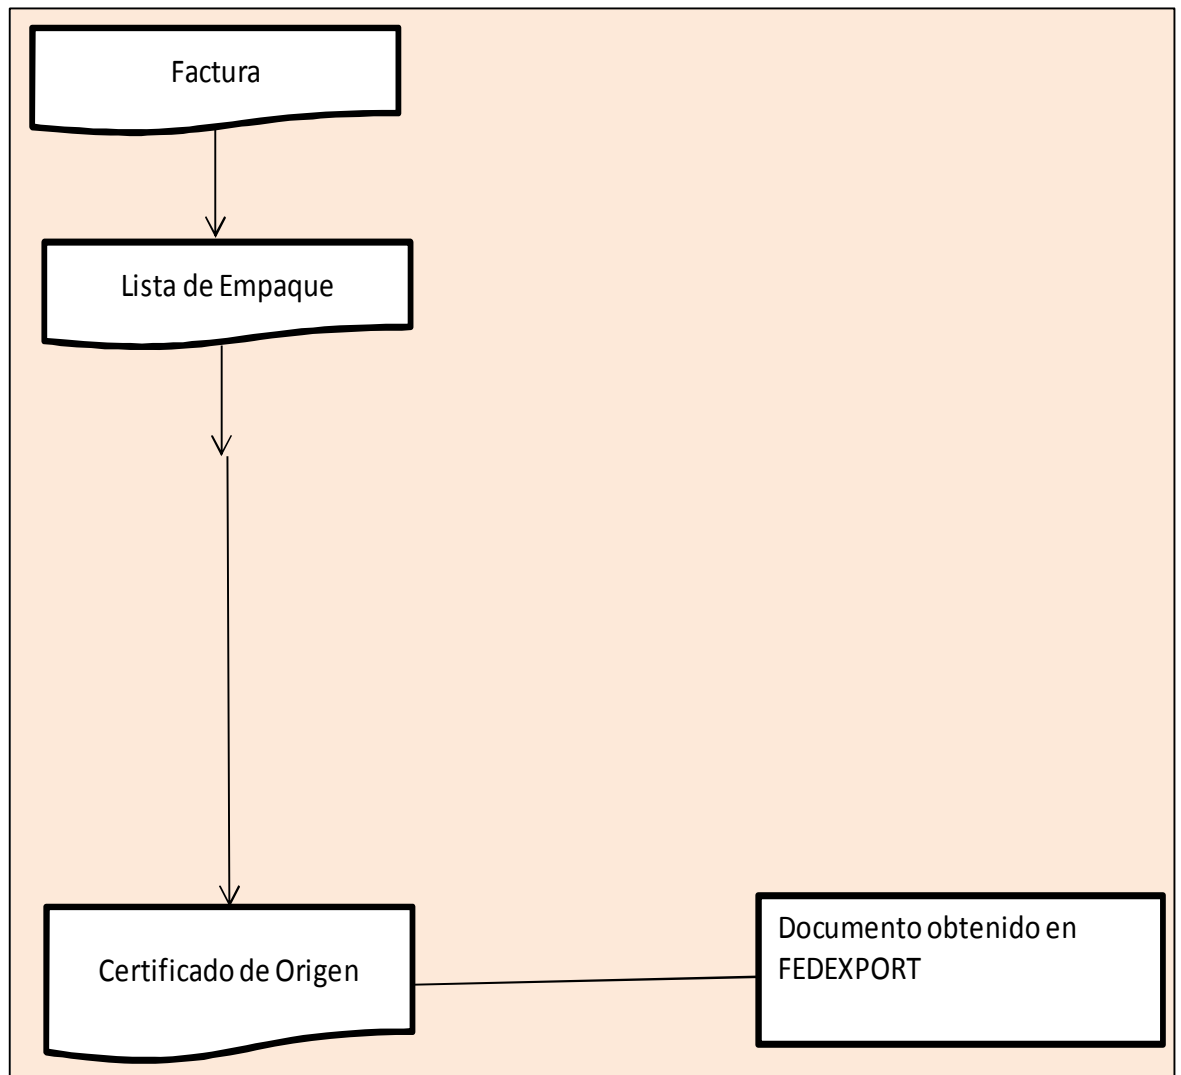 Factura
Lista de Empaque
Certificado de Origen
Documento obtenido en
FEDEXPORT